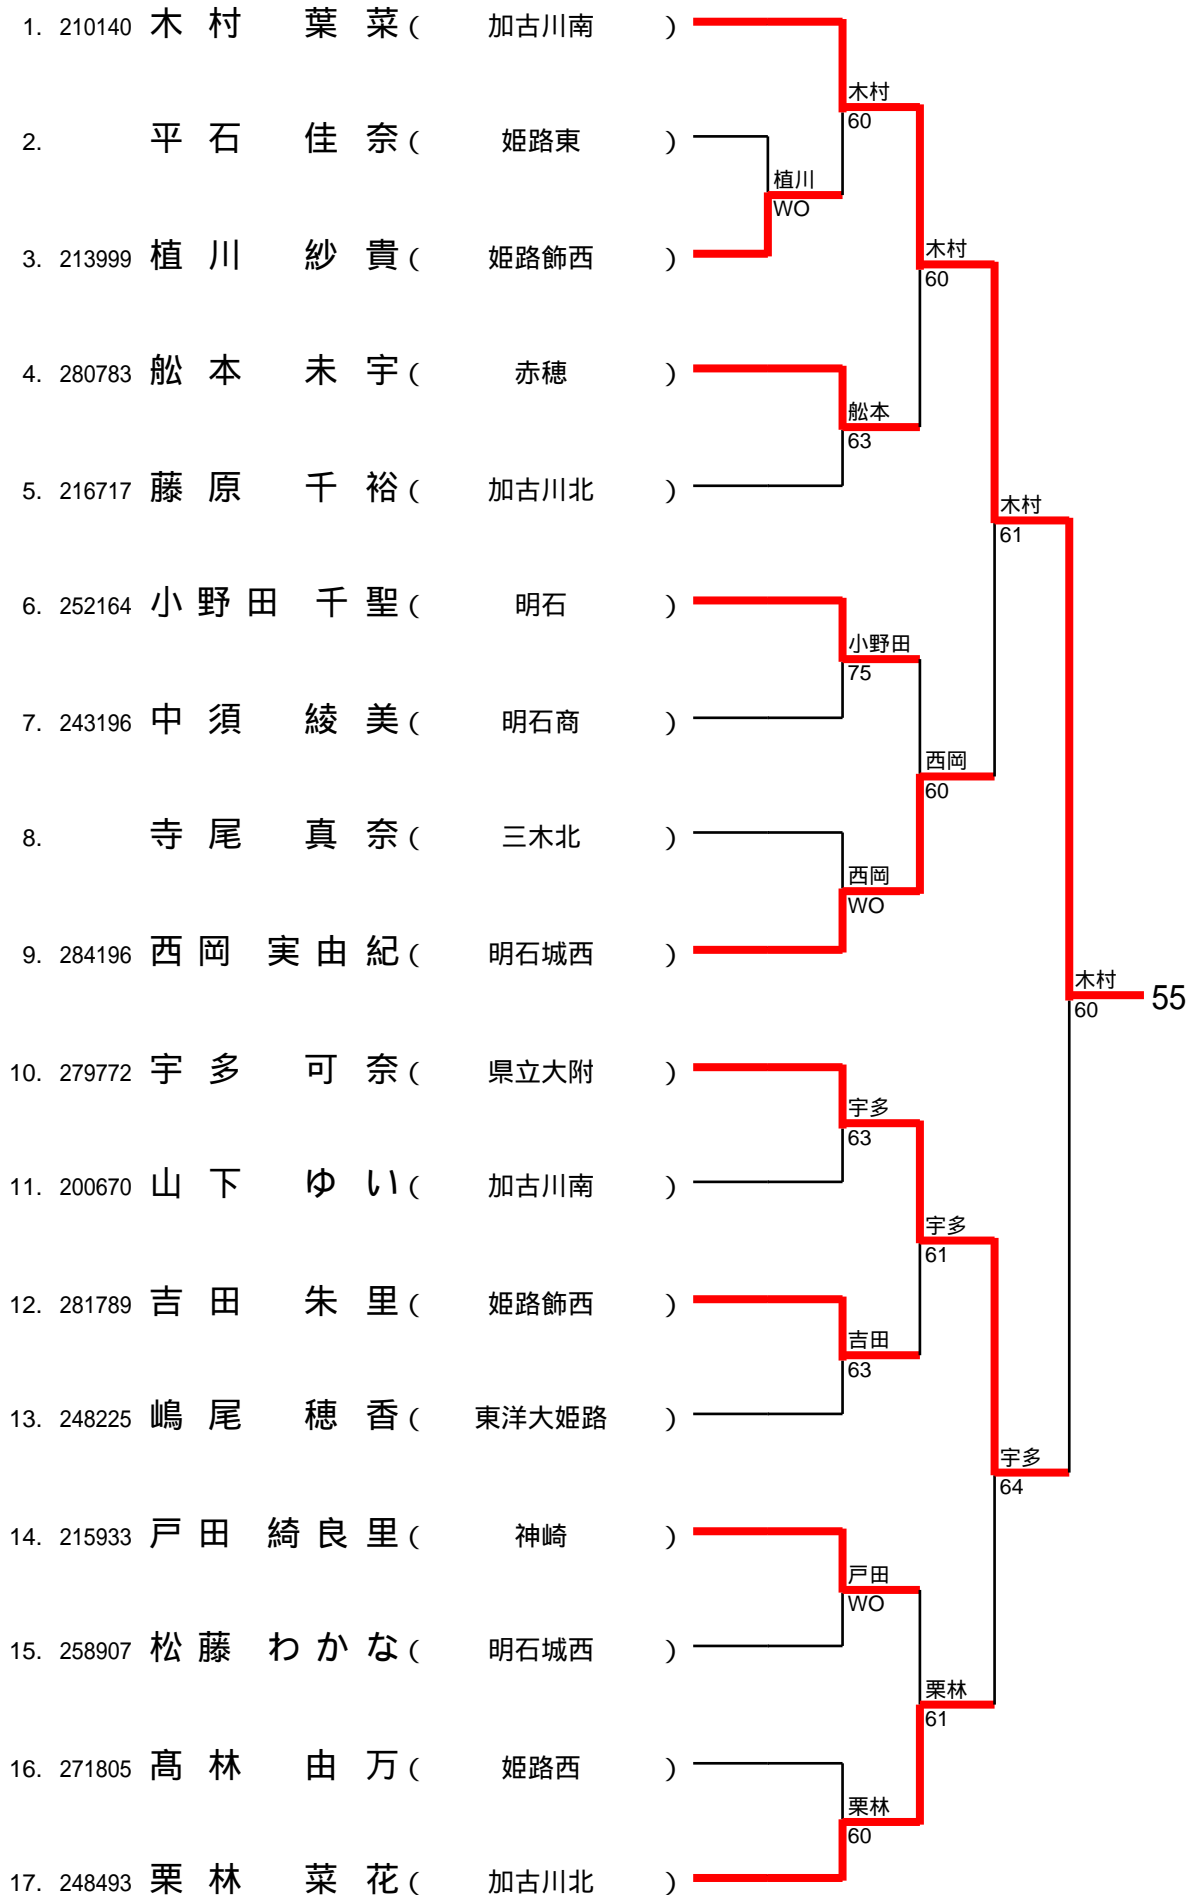 1. 210140 木村 葉菜 ( 加古川南 )
木村
60
2. 平石 佳奈 ( 姫路東 )
植川
WO
3. 213999 植川 紗貴 ( 姫路飾西 )
木村
60
4. 280783 舩本 未宇 ( 赤穂 )
舩本
63
5. 216717 藤原 千裕 ( 加古川北 )
木村
61
6. 252164 小野田 千聖 ( 明石 )
小野田
75
7. 243196 中須 綾美 ( 明石商 )
西岡
60
8. 寺尾 真奈 ( 三木北 )
西岡
WO
9. 284196 西岡 実由紀 ( 明石城西 )
木村
60
55
10. 279772 宇多 可奈 ( 県立大附 )
宇多
63
11. 200670 山下 ゆい ( 加古川南 )
宇多
61
12. 281789 吉田 朱里 ( 姫路飾西 )
吉田
63
13. 248225 嶋尾 穂香 ( 東洋大姫路 )
宇多
64
14. 215933 戸田 綺良里 ( 神崎 )
戸田
WO
15. 258907 松藤 わかな ( 明石城西 )
栗林
61
16. 271805 髙林 由万 ( 姫路西 )
栗林
60
17. 248493 栗林 菜花 ( 加古川北 )